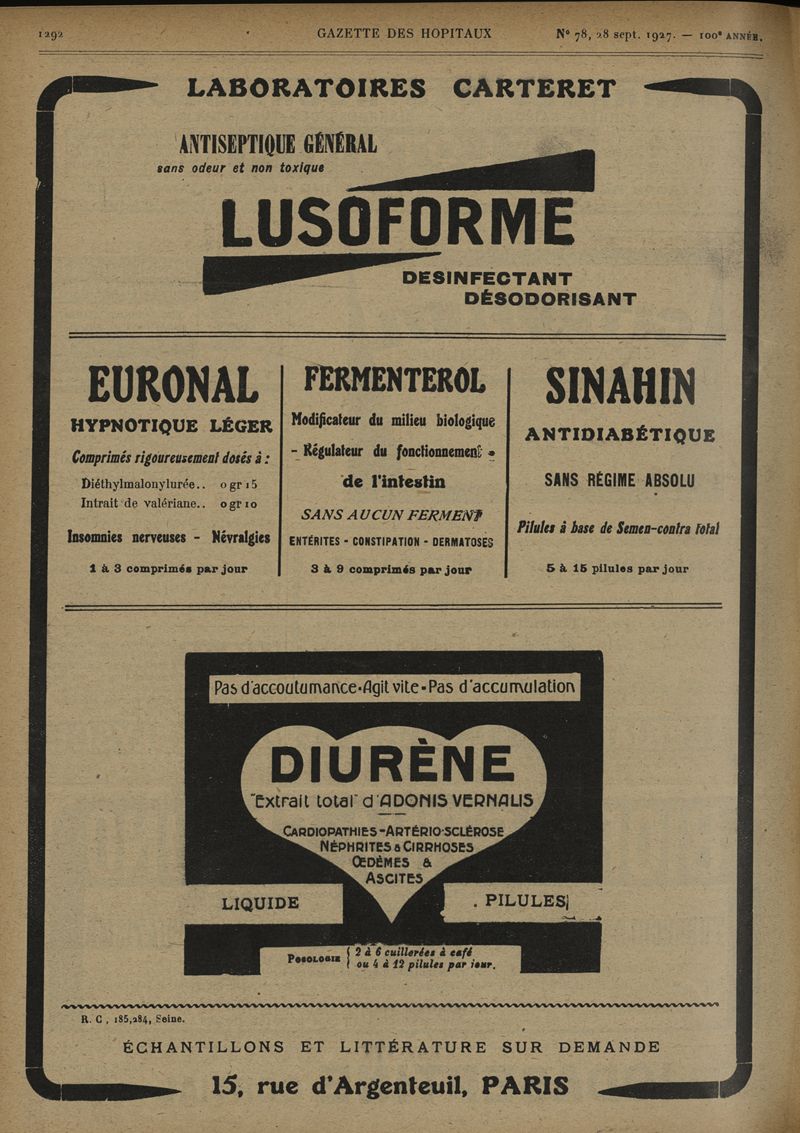 1292
GAZETTE DES HOPITAUX
Nº 78, 28 sept. 1927. — 100e ANNÉE.
LABORATOIRES CARTERET
ANTISEPTIQUE GÉNÉRAL
sans odeur et non toxique
LUSOFORME
DESINFECTANT
DÉSODORISANT
EURONAL
HYPNOTIQUE LÉGER
Comprimés rigoureusement dosés à :
Diéthylmalonylurée.. 0 gr 15
Intrait de valériane.. 0 gr 10
Insomnies nerveuses - Névralgies
1 à 3 comprimés par jour
FERMENTEROL
Modificateur du milieu biologique
- Régulateur du fonctionnement -
de l'intestin
SANS AUCUN FERMENT
ENTÉRITES - CONSTIPATION - DERMATOSES
3 à 9 comprimés par jour
SINAHIN
ANTIDIABÉTIQUE
SANS RÉGIME ABSOLU
Pilules à base de Semen-contra total
5 à 15 pilules par jour
Pas d'accoutumance-Agit vite-Pas d'accumulation
DIURÈNE
"Extrait total" d'ADONIS VERNALIS
CARDIOPATHIES-ARTÉRIO-SCLÉROSE
NÉPHRITES & CIRRHOSES
ŒDÈMES &
ASCITES
LIQUIDE
PILULES
POSOLOGIE { 2 à 6 cuillerées à café
ou 4 à 12 pilules par jour.
R. C, 185,284, Seine.
ÉCHANTILLONS ET LITTÉRATURE SUR DEMANDE
15, rue d'Argenteuil, PARIS